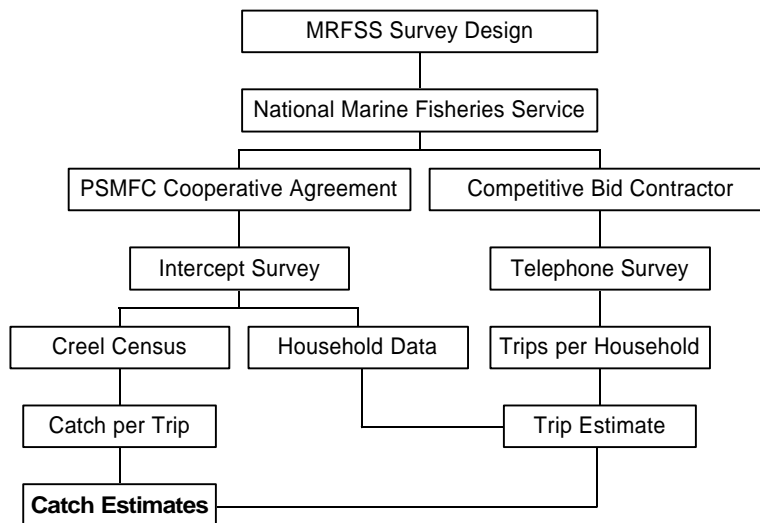 MRFSS Survey Design
National Marine Fisheries Service
PSMFC Cooperative Agreement
Competitive Bid Contractor
Intercept Survey
Telephone Survey
Creel Census
Household Data
Trips per Household
Catch per Trip
Trip Estimate
Catch Estimates